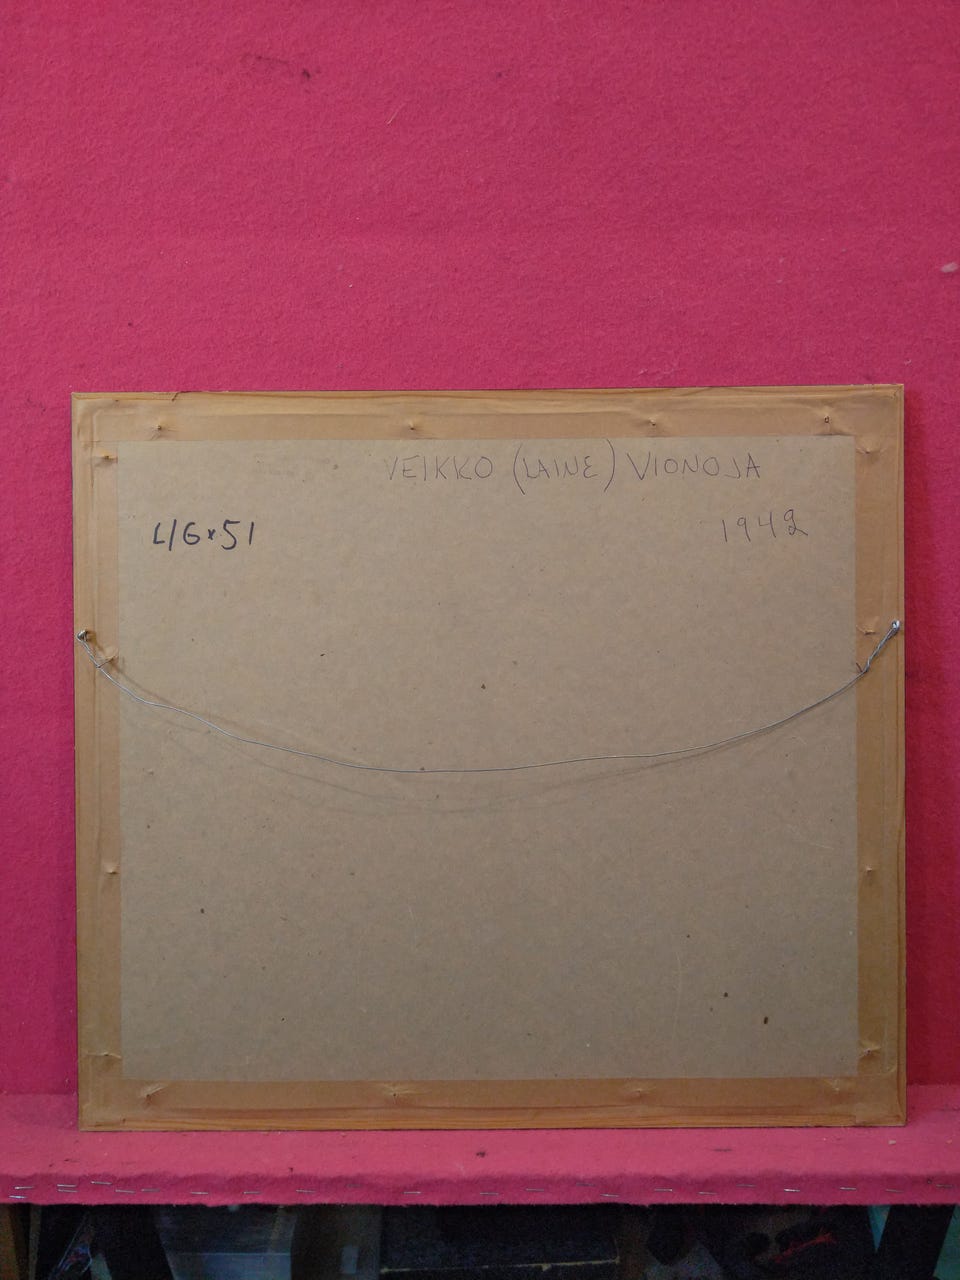 VEIKKO (LAINE) VIONOJA
46x51
1942